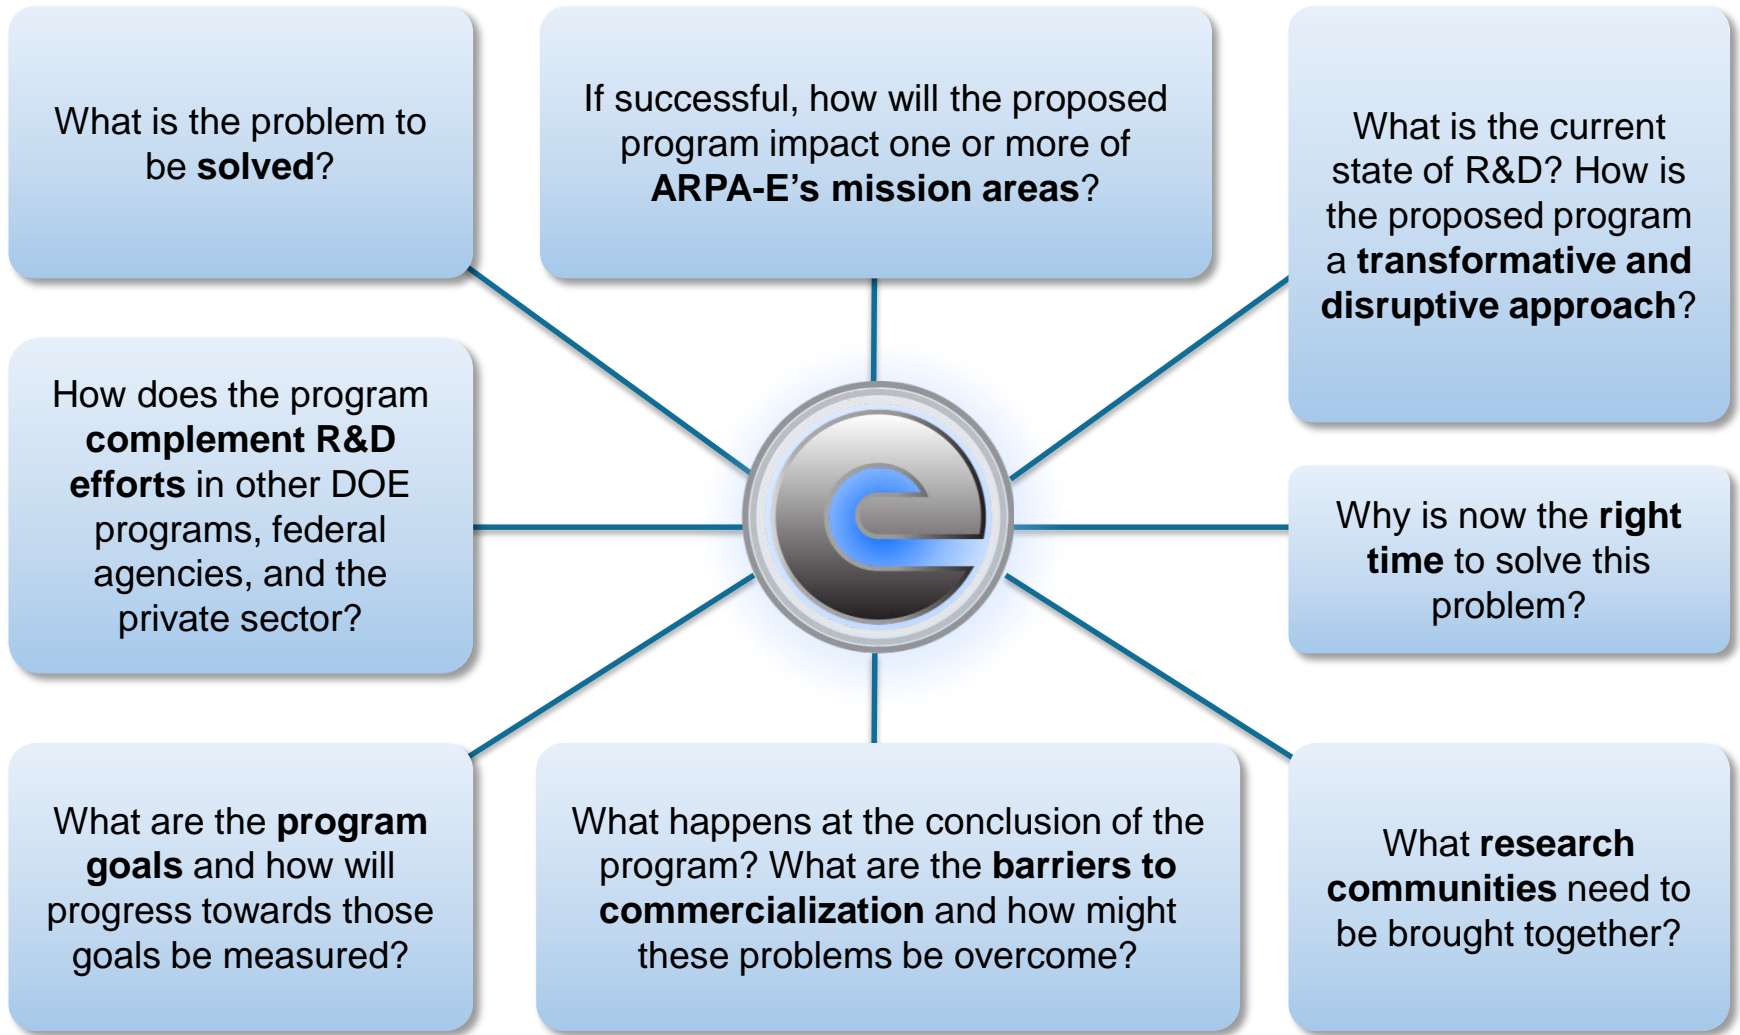 What is the problem to
be solved?
If successful, how will the proposed
program impact one or more of
ARPA-E’s mission areas?
What is the current
state of R&D? How is
the proposed program
a transformative and
disruptive approach?
How does the program
complement R&D
efforts in other DOE
programs, federal
agencies, and the
private sector?
e
Why is now the right
time to solve this
problem?
What are the program
goals and how will
progress towards those
goals be measured?
What happens at the conclusion of the
program? What are the barriers to
commercialization and how might
these problems be overcome?
What research
communities need to
be brought together?